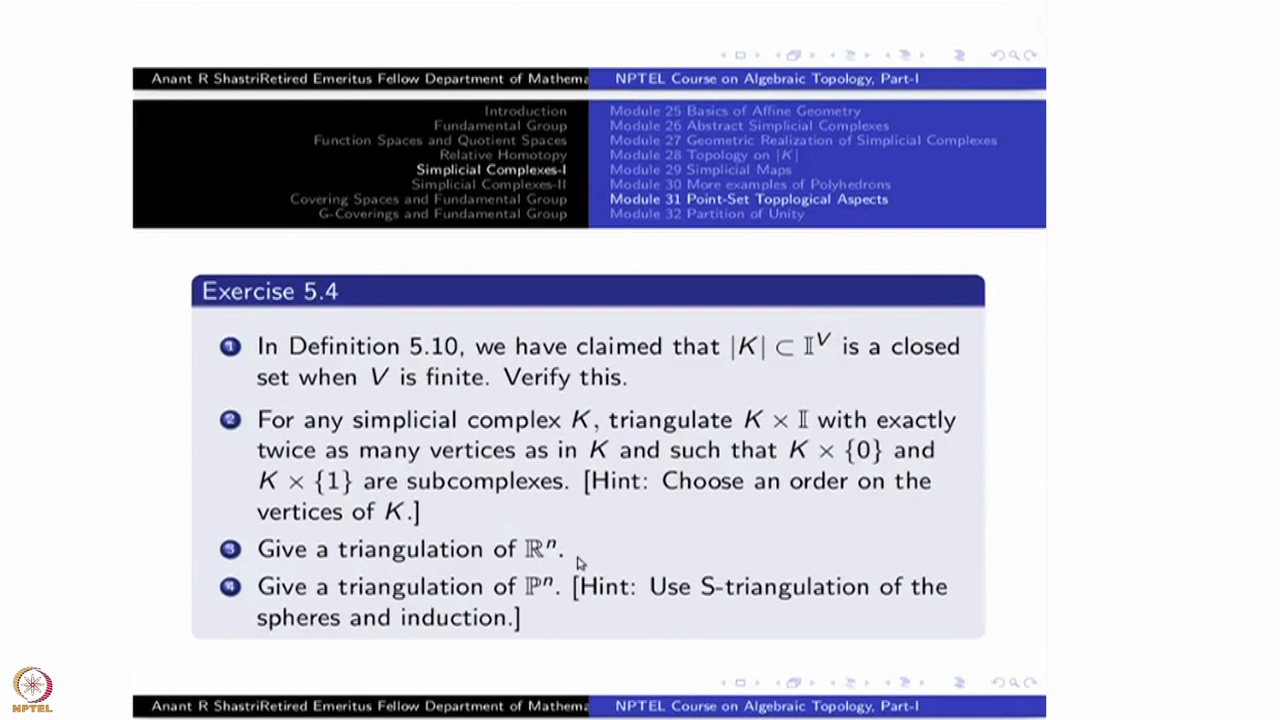 Anant R ShastriRetired Emeritus Fellow Department of Mathema
NPTEL Course on Algebraic Topology, Part-I
Introduction
Fundamental Group
Function Spaces and Quotient Spaces
Relative Homotopy
Simplicial Complexes-I
Simplicial Complexes-II
Covering Spaces and Fundamental Group
G-Coverings and Fundamental Group
Module 25 Basics of Affine Geometry
Module 26 Abstract Simplicial Complexes
Module 27 Geometric Realization of Simplicial Complexes
Module 28 Topology on |K|
Module 29 Simplicial Maps
Module 30 More examples of Polyhedrons
Module 31 Point-Set Topplogical Aspects
Module 32 Partition of Unity
Exercise 5.4
1 In Definition 5.10, we have claimed that |K| ⊂ 𝕀^V is a closed
set when V is finite. Verify this.
2 For any simplicial complex K, triangulate K × 𝕀 with exactly
twice as many vertices as in K and such that K × {0} and
K × {1} are subcomplexes. [Hint: Choose an order on the
vertices of K.]
3 Give a triangulation of ℝⁿ.
4 Give a triangulation of ℙⁿ. [Hint: Use S-triangulation of the
spheres and induction.]
NPTEL
Anant R ShastriRetired Emeritus Fellow Department of Mathema
NPTEL Course on Algebraic Topology, Part-I